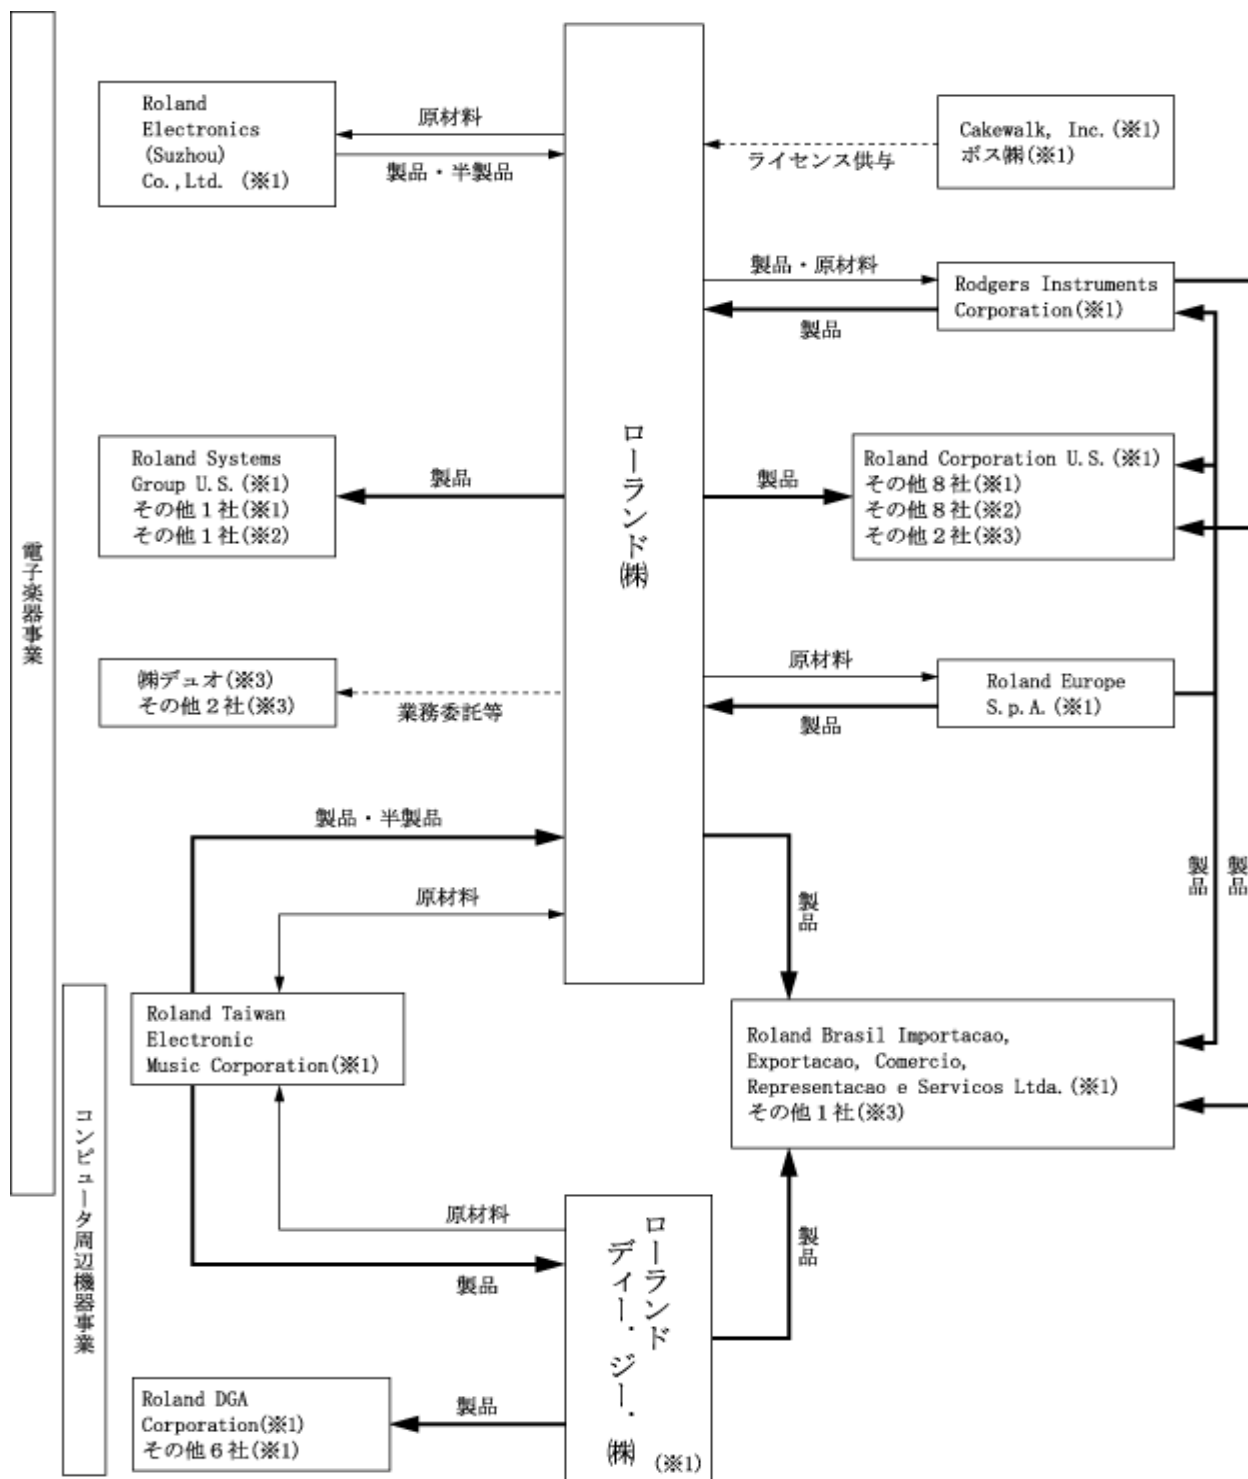 電子楽器事業
コンピュータ周辺機器事業
Roland
Electronics
(Suzhou)
Co.,Ltd. (※1)
原材料
製品・半製品
ローランド㈱
ライセンス供与
Cakewalk, Inc.(※1)
ボス㈱(※1)
製品・原材料
製品
Rodgers Instruments
Corporation(※1)
Roland Systems
Group U.S.(※1)
その他1社(※1)
その他1社(※2)
製品
製品
Roland Corporation U.S.(※1)
その他8社(※1)
その他8社(※2)
その他2社(※3)
㈱デュオ(※3)
その他2社(※3)
業務委託等
原材料
製品
Roland Europe
S.p.A.(※1)
製品・半製品
原材料
製品
製品
製品
Roland Taiwan
Electronic
Music Corporation(※1)
Roland Brasil Importacao,
Exportacao, Comercio,
Representacao e Servicos Ltda.(※1)
その他1社(※3)
原材料
製品
製品
ローランド
ディー.ジー.㈱
(※1)
Roland DGA
Corporation(※1)
その他6社(※1)
製品